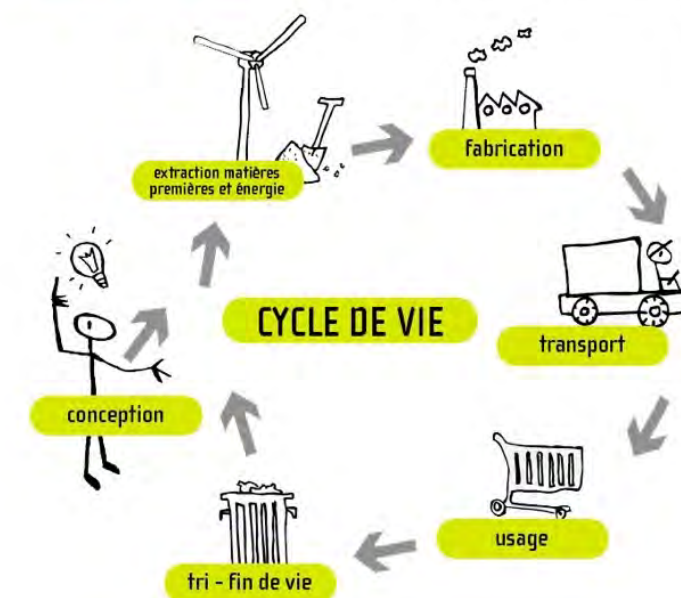 CYCLE DE VIE
conception
extraction matières
premières et énergie
fabrication
transport
usage
tri - fin de vie